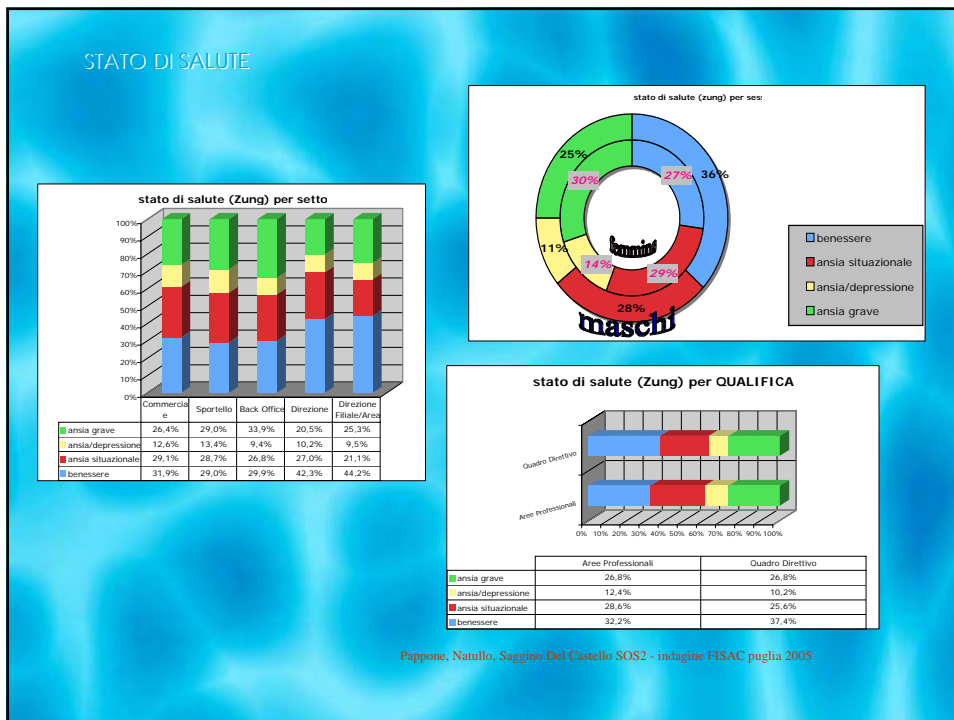 STATO DI SALUTE
stato di salute (zung) per sess
25%
30%
27%
36%
11%
14%
29%
28%
femmine
maschi
benessere
ansia situazionale
ansia/depressione
ansia grave
stato di salute (Zung) per setto
100%
90%
80%
70%
60%
50%
40%
30%
20%
10%
0%
Commercia
e Sportello Back Office Direzione Direzione
Filiale/Area
ansia grave 26,4% 29,0% 33,9% 20,5% 25,3%
ansia/depressione 12,6% 13,4% 9,4% 10,2% 9,5%
ansia situazionale 29,1% 28,7% 26,8% 27,0% 21,1%
benessere 31,9% 29,0% 29,9% 42,3% 44,2%
stato di salute (Zung) per QUALIFICA
Quadro Direttivo
Aree Professionali
0% 10% 20% 30% 40% 50% 60% 70% 80% 90% 100%
Aree Professionali Quadro Direttivo
ansia grave 26,8% 26,8%
ansia/depressione 12,4% 10,2%
ansia situazionale 28,6% 25,6%
benessere 32,2% 37,4%
Pappone, Natullo, Saggino Del Castello SOS2 - indagine FISAC puglia 2005